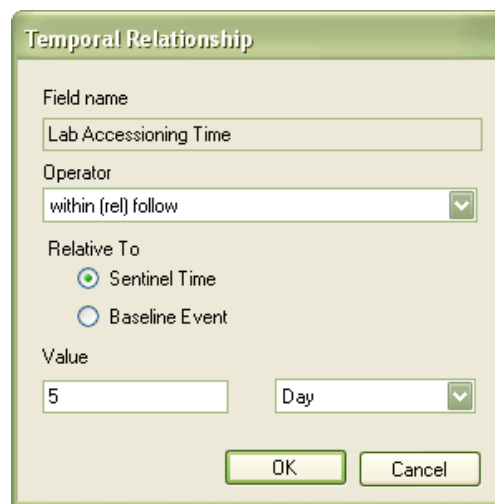 Temporal Relationship
Field name
Lab Accessioning Time
Operator
within (rel) follow
Relative To
Sentinel Time
Baseline Event
Value
5 Day
OK Cancel